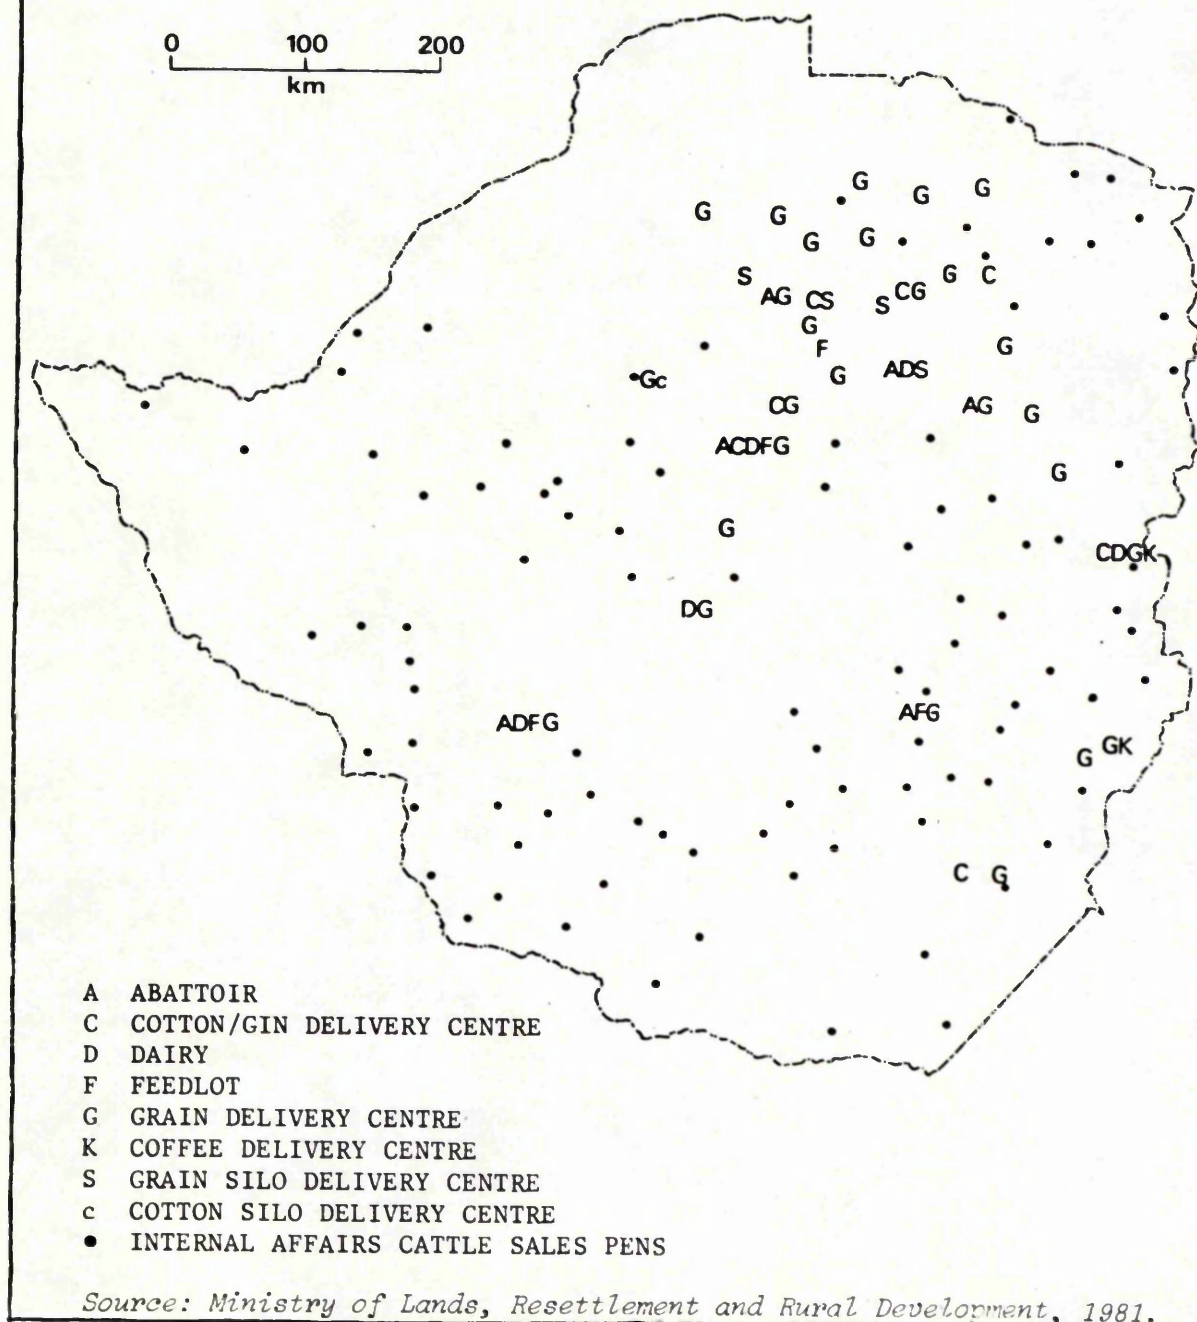 0 100 200
km
G
G G
G G
G G
S G C
AG CS S CG
G
F G
Gc G ADS
CG AG G
ACDFG
G
G
CDGK
DG
ADFG AFG
G GK
C G
A ABATTOIR
C COTTON/GIN DELIVERY CENTRE
D DAIRY
F FEEDLOT
G GRAIN DELIVERY CENTRE
K COFFEE DELIVERY CENTRE
S GRAIN SILO DELIVERY CENTRE
c COTTON SILO DELIVERY CENTRE
● INTERNAL AFFAIRS CATTLE SALES PENS
Source: Ministry of Lands, Resettlement and Rural Development, 1981.